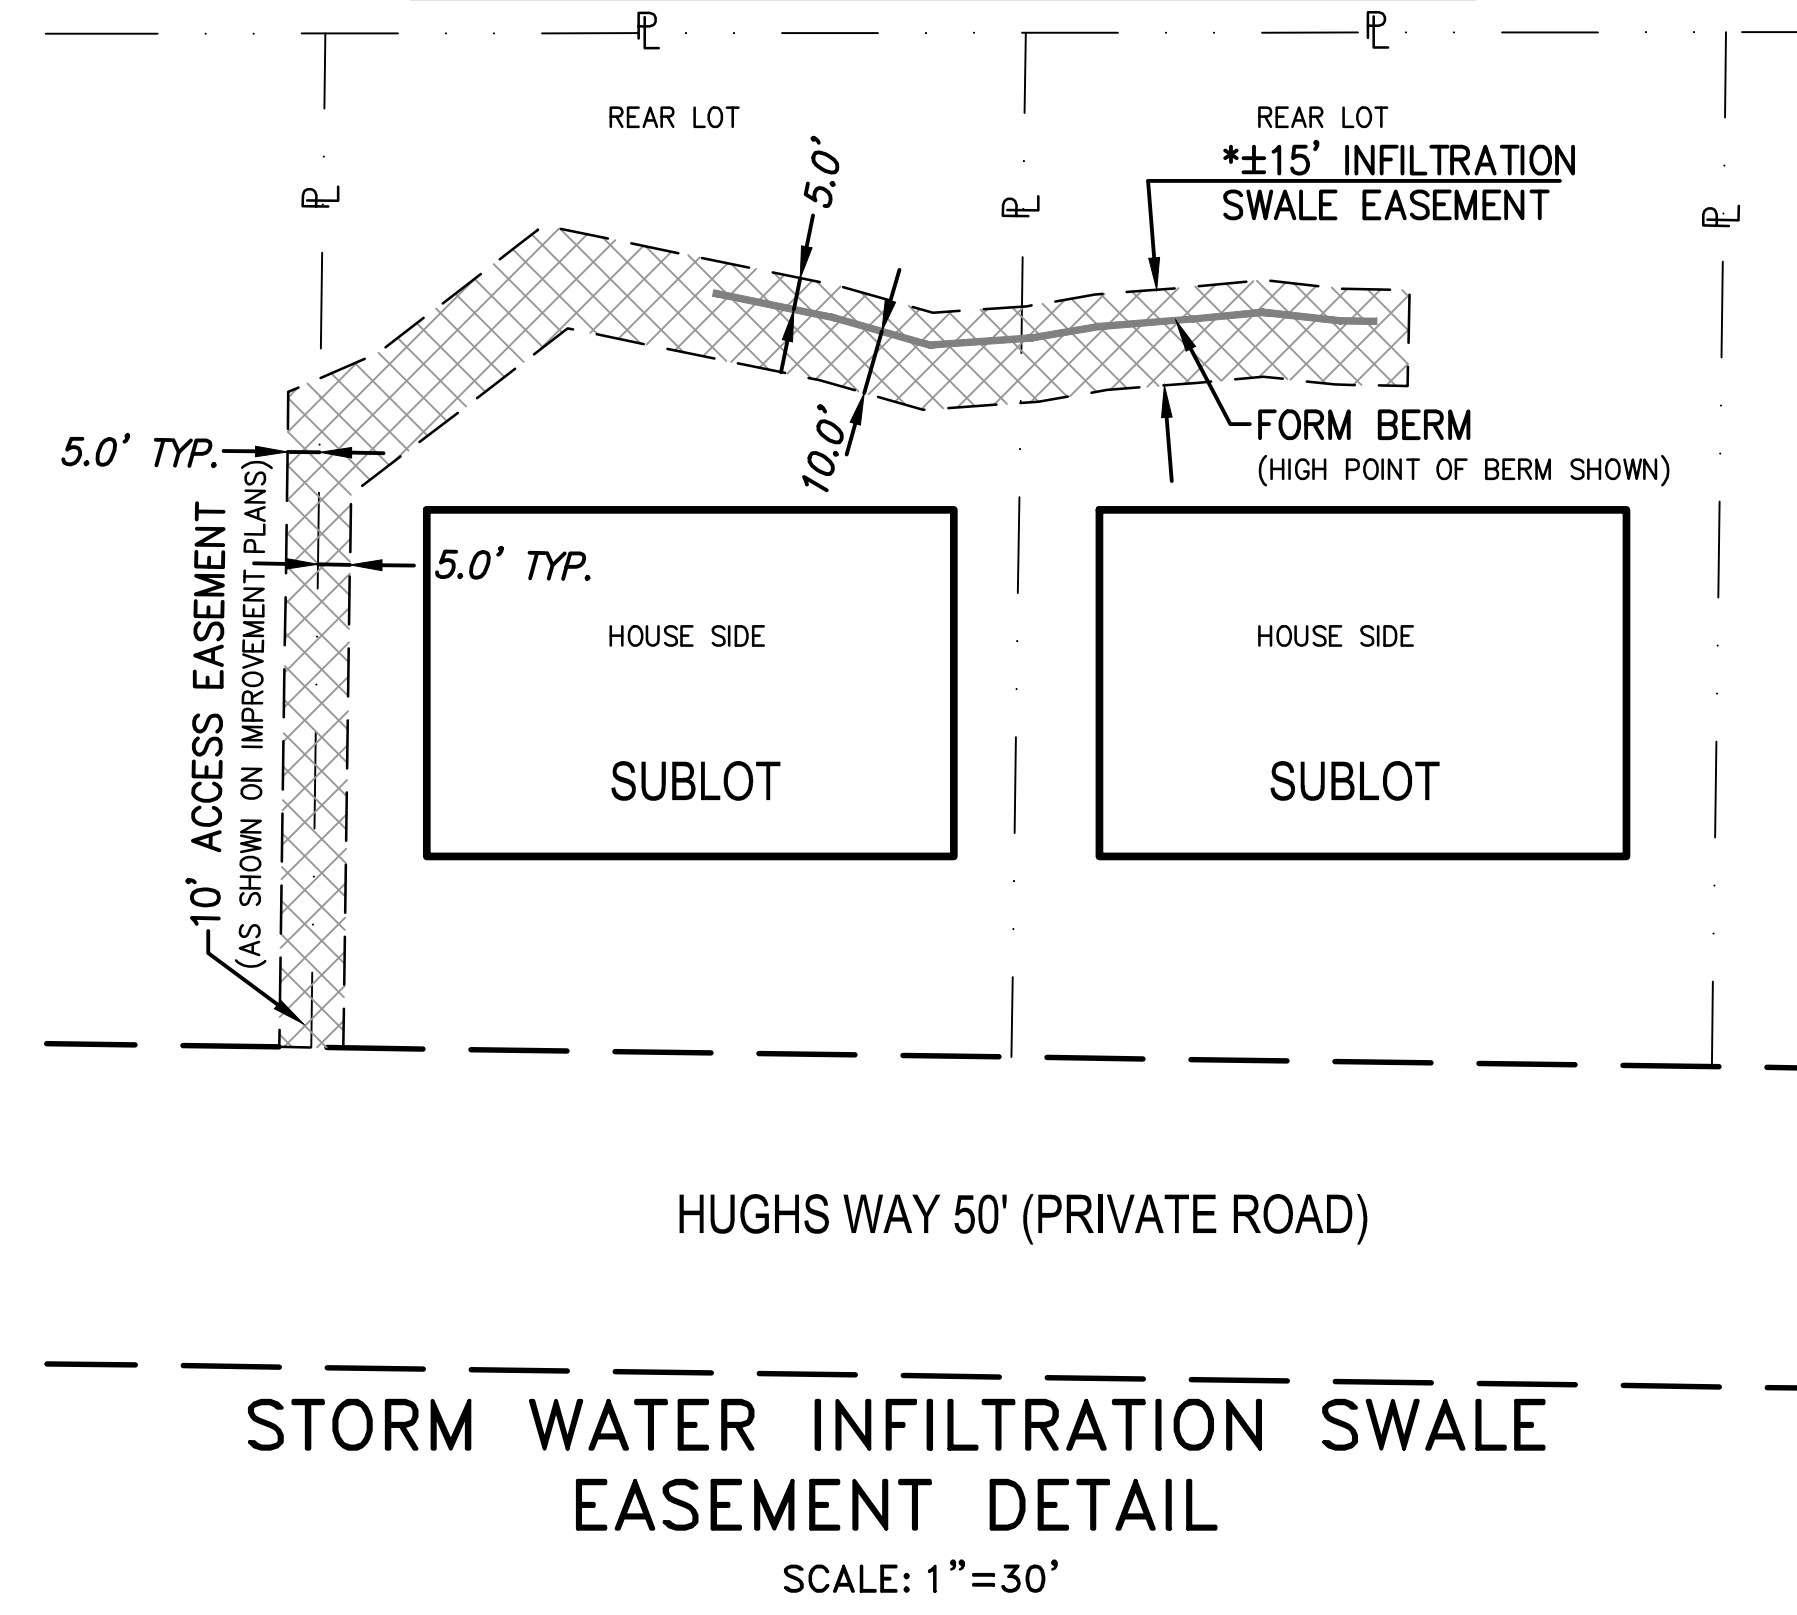 PL
PL
REAR LOT
REAR LOT
*±15' INFILTRATION
SWALE EASEMENT
5.0'
PL
PL
PL
5.0' TYP.
10.0'
FORM BERM
(HIGH POINT OF BERM SHOWN)
10' ACCESS EASEMENT
(AS SHOWN ON IMPROVEMENT PLANS)
5.0' TYP.
HOUSE SIDE
HOUSE SIDE
SUBLOT
SUBLOT
HUGHS WAY 50' (PRIVATE ROAD)
STORM WATER INFILTRATION SWALE
EASEMENT DETAIL
SCALE: 1"=30'